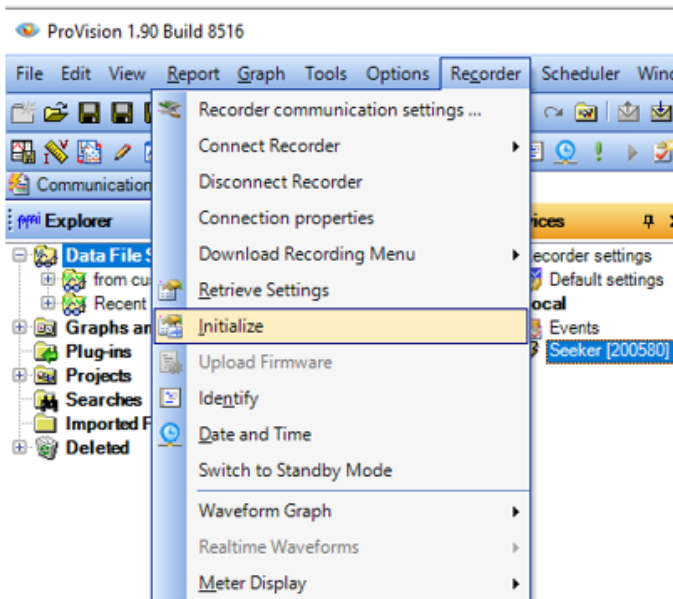 ProVision 1.90 Build 8516
File Edit View Report Graph Tools Options Recorder Scheduler Wind
Communication
Explorer
Data File S
from cu
Recent
Graphs an
Plug-ins
Projects
Searches
Imported F
Deleted
Recorder communication settings ...
Connect Recorder
Disconnect Recorder
Connection properties
Download Recording Menu
Retrieve Settings
Initialize
Upload Firmware
Identify
Date and Time
Switch to Standby Mode
Waveform Graph
Realtime Waveforms
Meter Display
ices
ecorder settings
Default settings
ocal
Events
Seeker [200580]